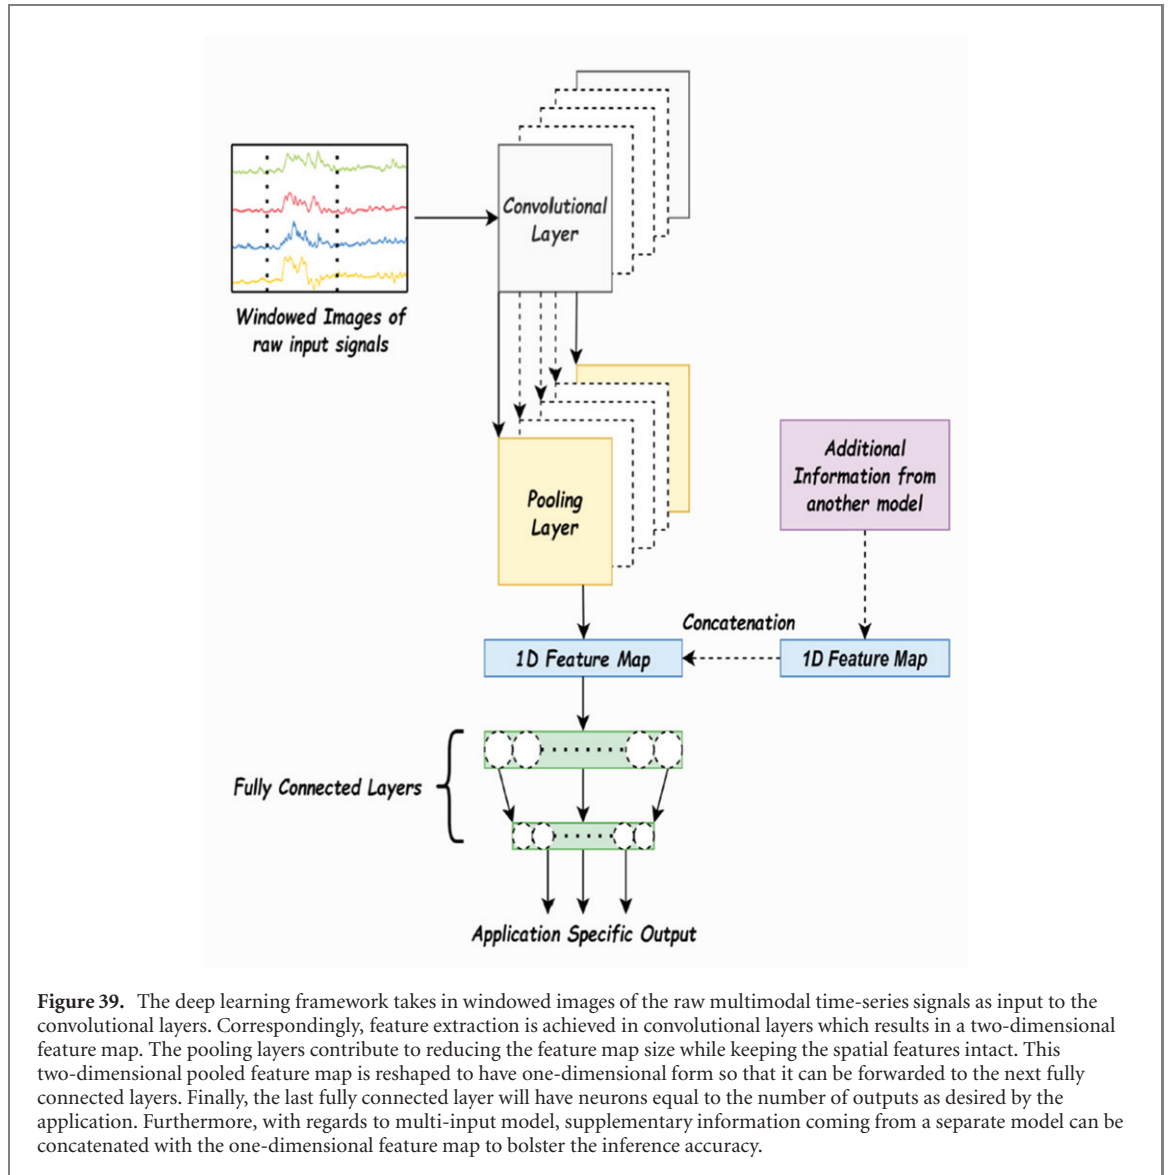 Convolutional
Layer
Windowed Images of
raw input signals
Pooling
Layer
Additional
Information from
another model
Concatenation
1D Feature Map
1D Feature Map
Fully Connected Layers
Application Specific Output
Figure 39. The deep learning framework takes in windowed images of the raw multimodal time-series signals as input to the
convolutional layers. Correspondingly, feature extraction is achieved in convolutional layers which results in a two-dimensional
feature map. The pooling layers contribute to reducing the feature map size while keeping the spatial features intact. This
two-dimensional pooled feature map is reshaped to have one-dimensional form so that it can be forwarded to the next fully
connected layers. Finally, the last fully connected layer will have neurons equal to the number of outputs as desired by the
application. Furthermore, with regards to multi-input model, supplementary information coming from a separate model can be
concatenated with the one-dimensional feature map to bolster the inference accuracy.